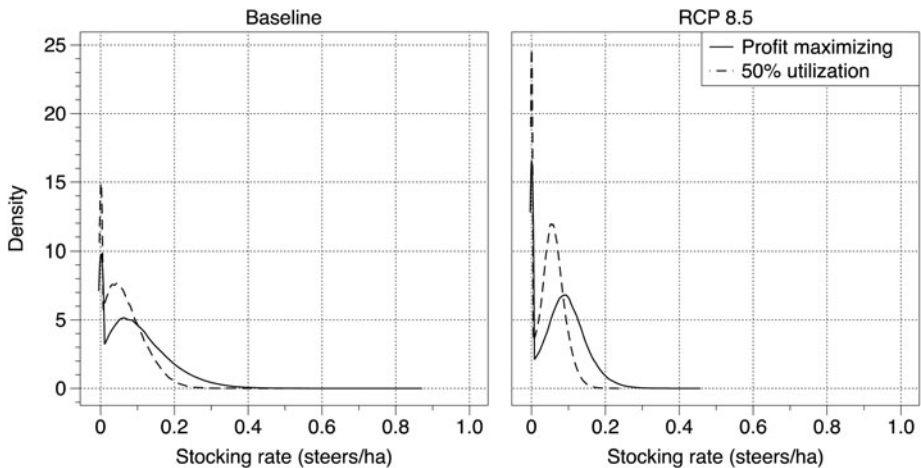 Baseline
RCP 8.5
Profit maximizing
50% utilization
Density
25
20
15
10
5
0
0 0.2 0.4 0.6 0.8 1.0
0 0.2 0.4 0.6 0.8 1.0
Stocking rate (steers/ha)
Stocking rate (steers/ha)